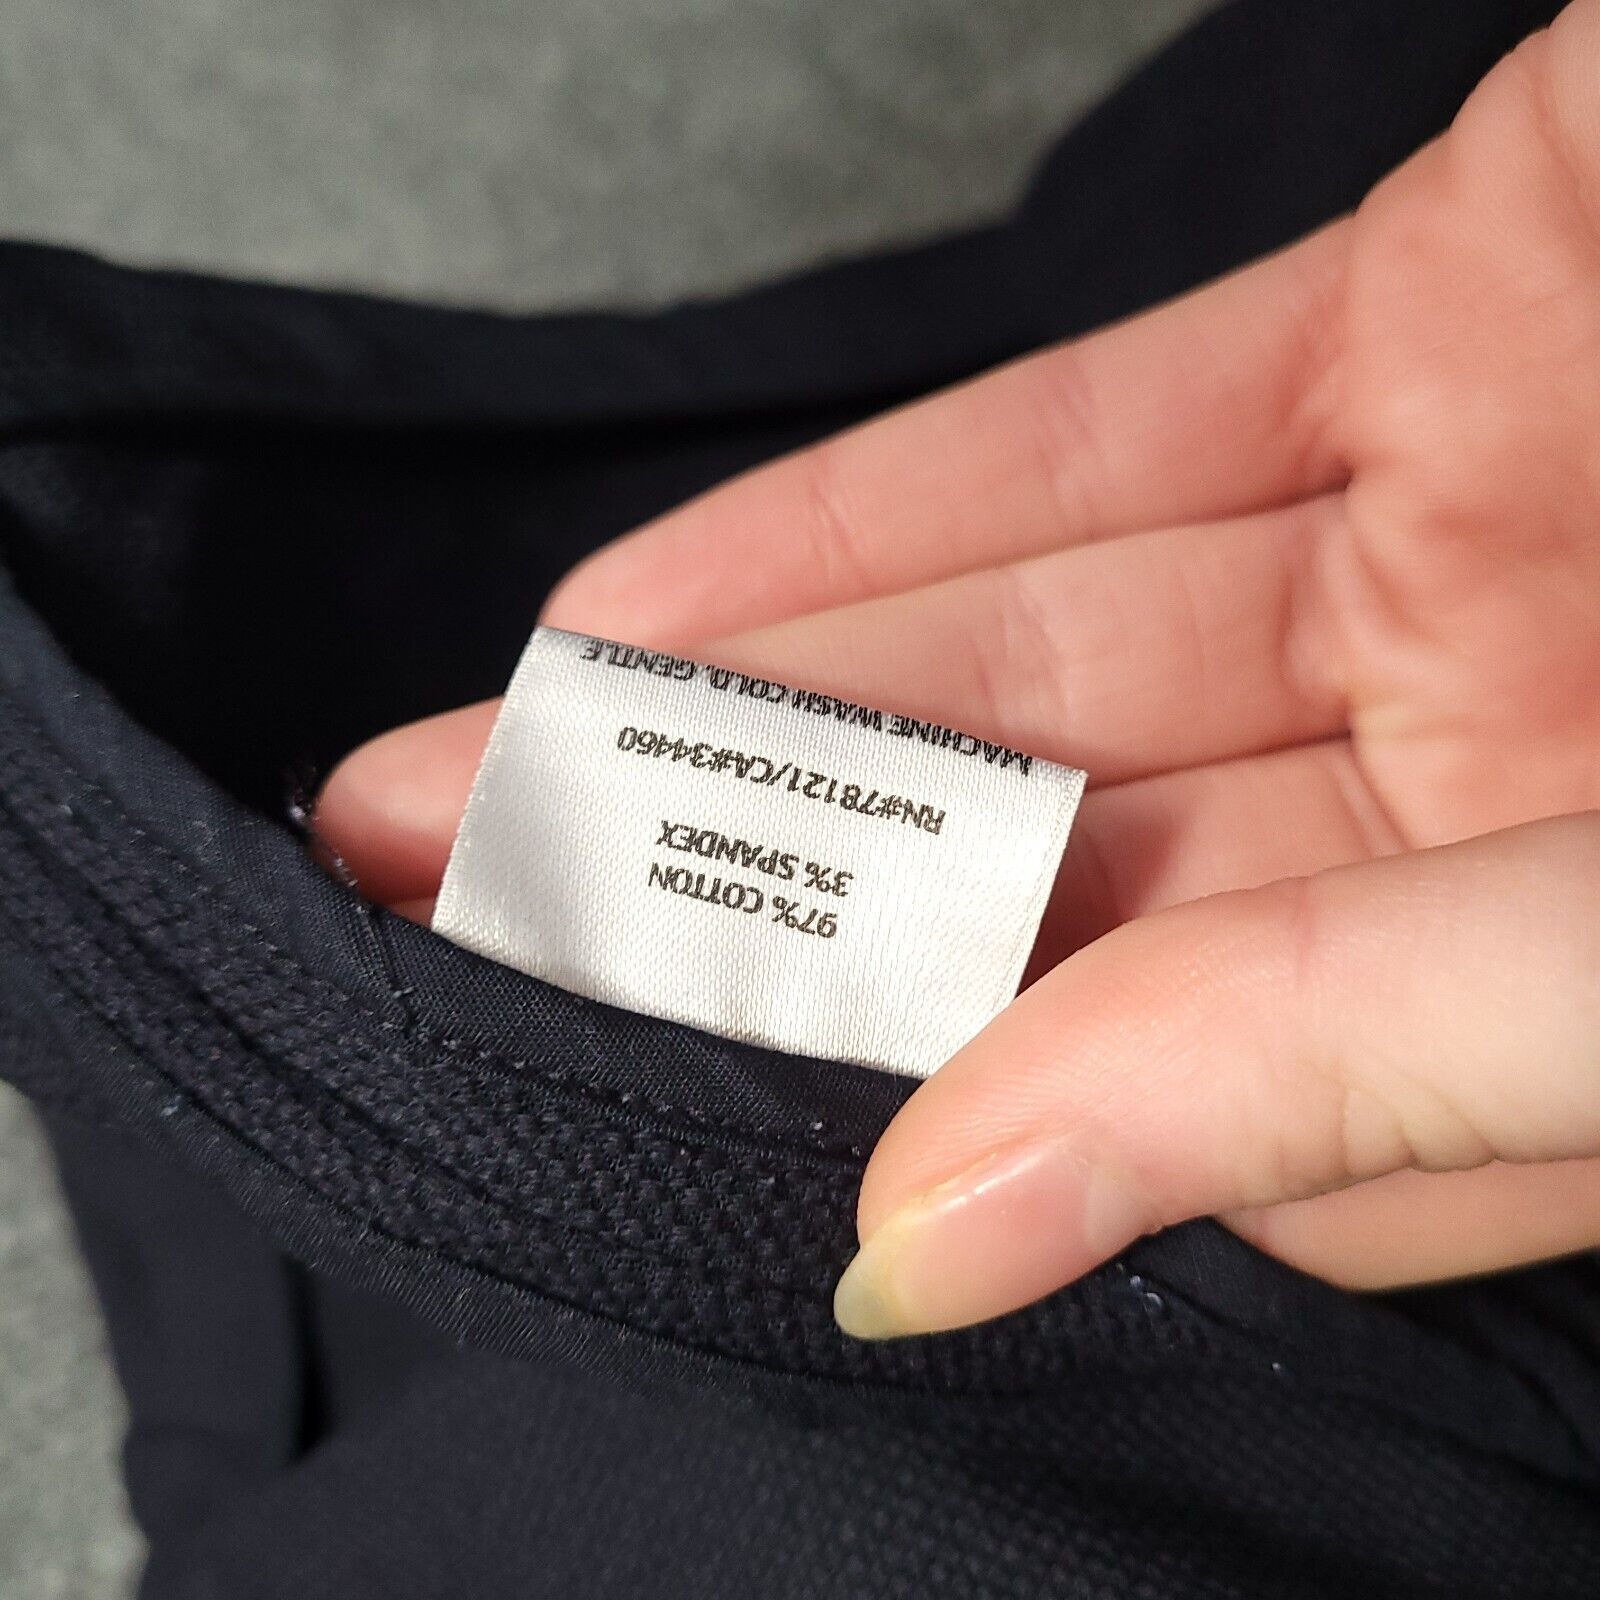 97% COTTON
3% SPANDEX
RN#78121/CA#34460
MACHINE WASH COLD, GENTLE